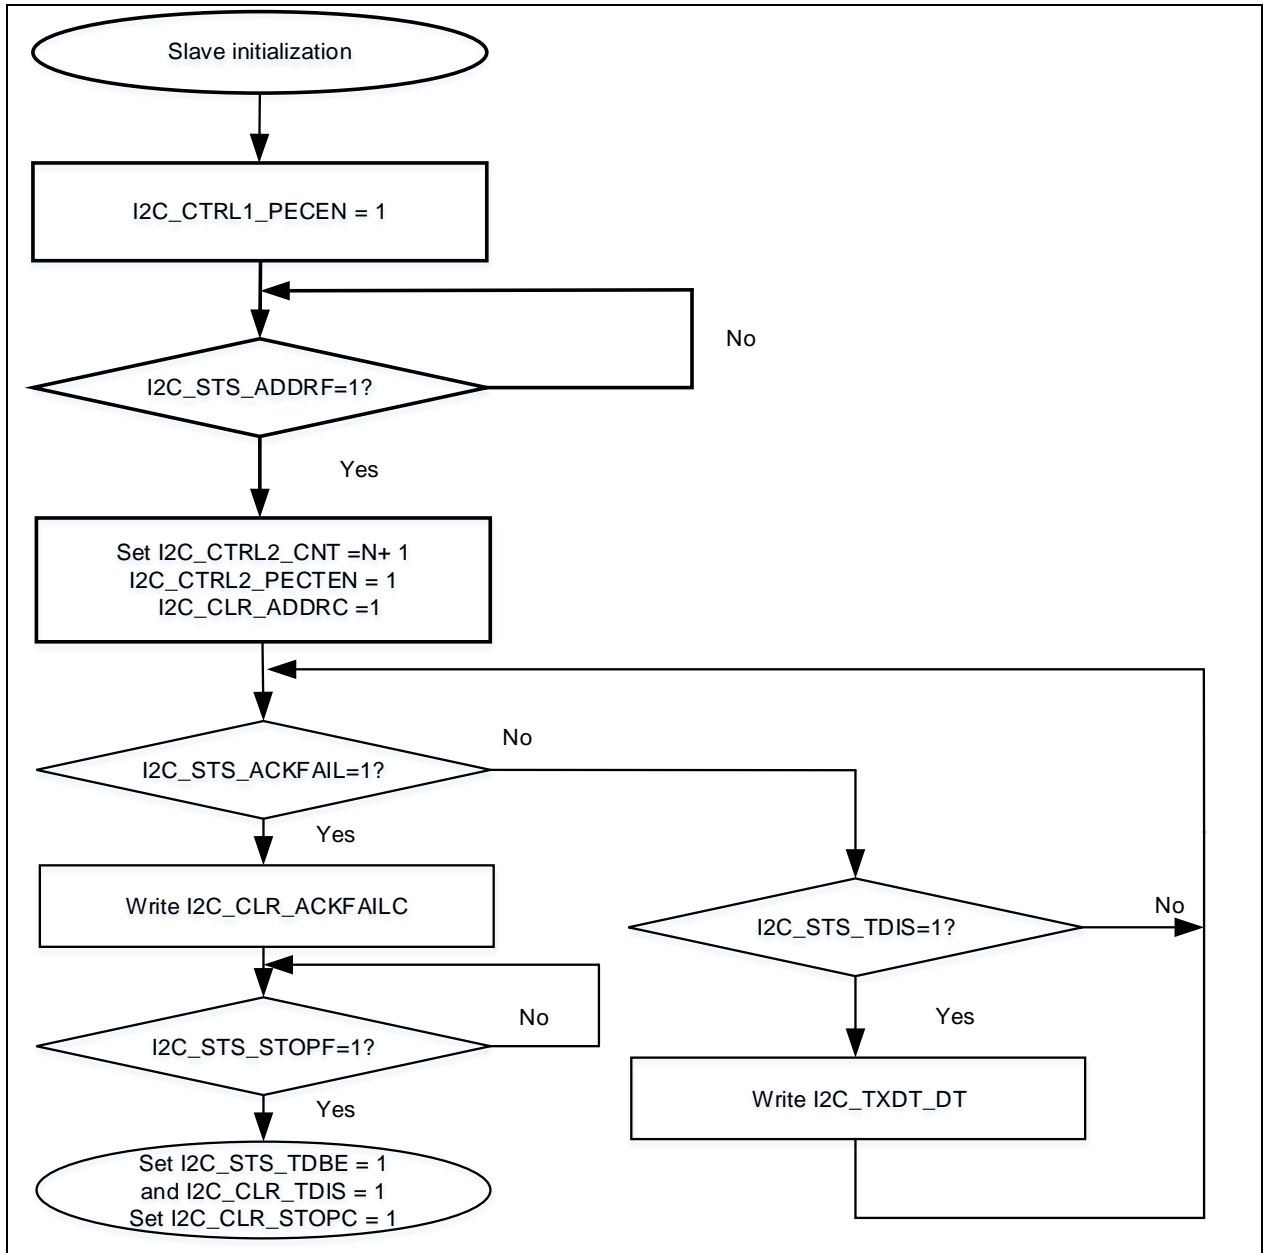 Slave initialization
I2C_CTRL1_PECEN = 1
No
I2C_STS_ADDRF=1?
Yes
Set I2C_CTRL2_CNT =N+ 1
I2C_CTRL2_PECTEN = 1
I2C_CLR_ADDRC =1
No
I2C_STS_ACKFAIL=1?
Yes
Write I2C_CLR_ACKFAILC
No
I2C_STS_TDIS=1?
No
I2C_STS_STOPF=1?
Yes
Write I2C_TXDT_DT
Yes
Set I2C_STS_TDBE = 1
and I2C_CLR_TDIS = 1
Set I2C_CLR_STOPC = 1